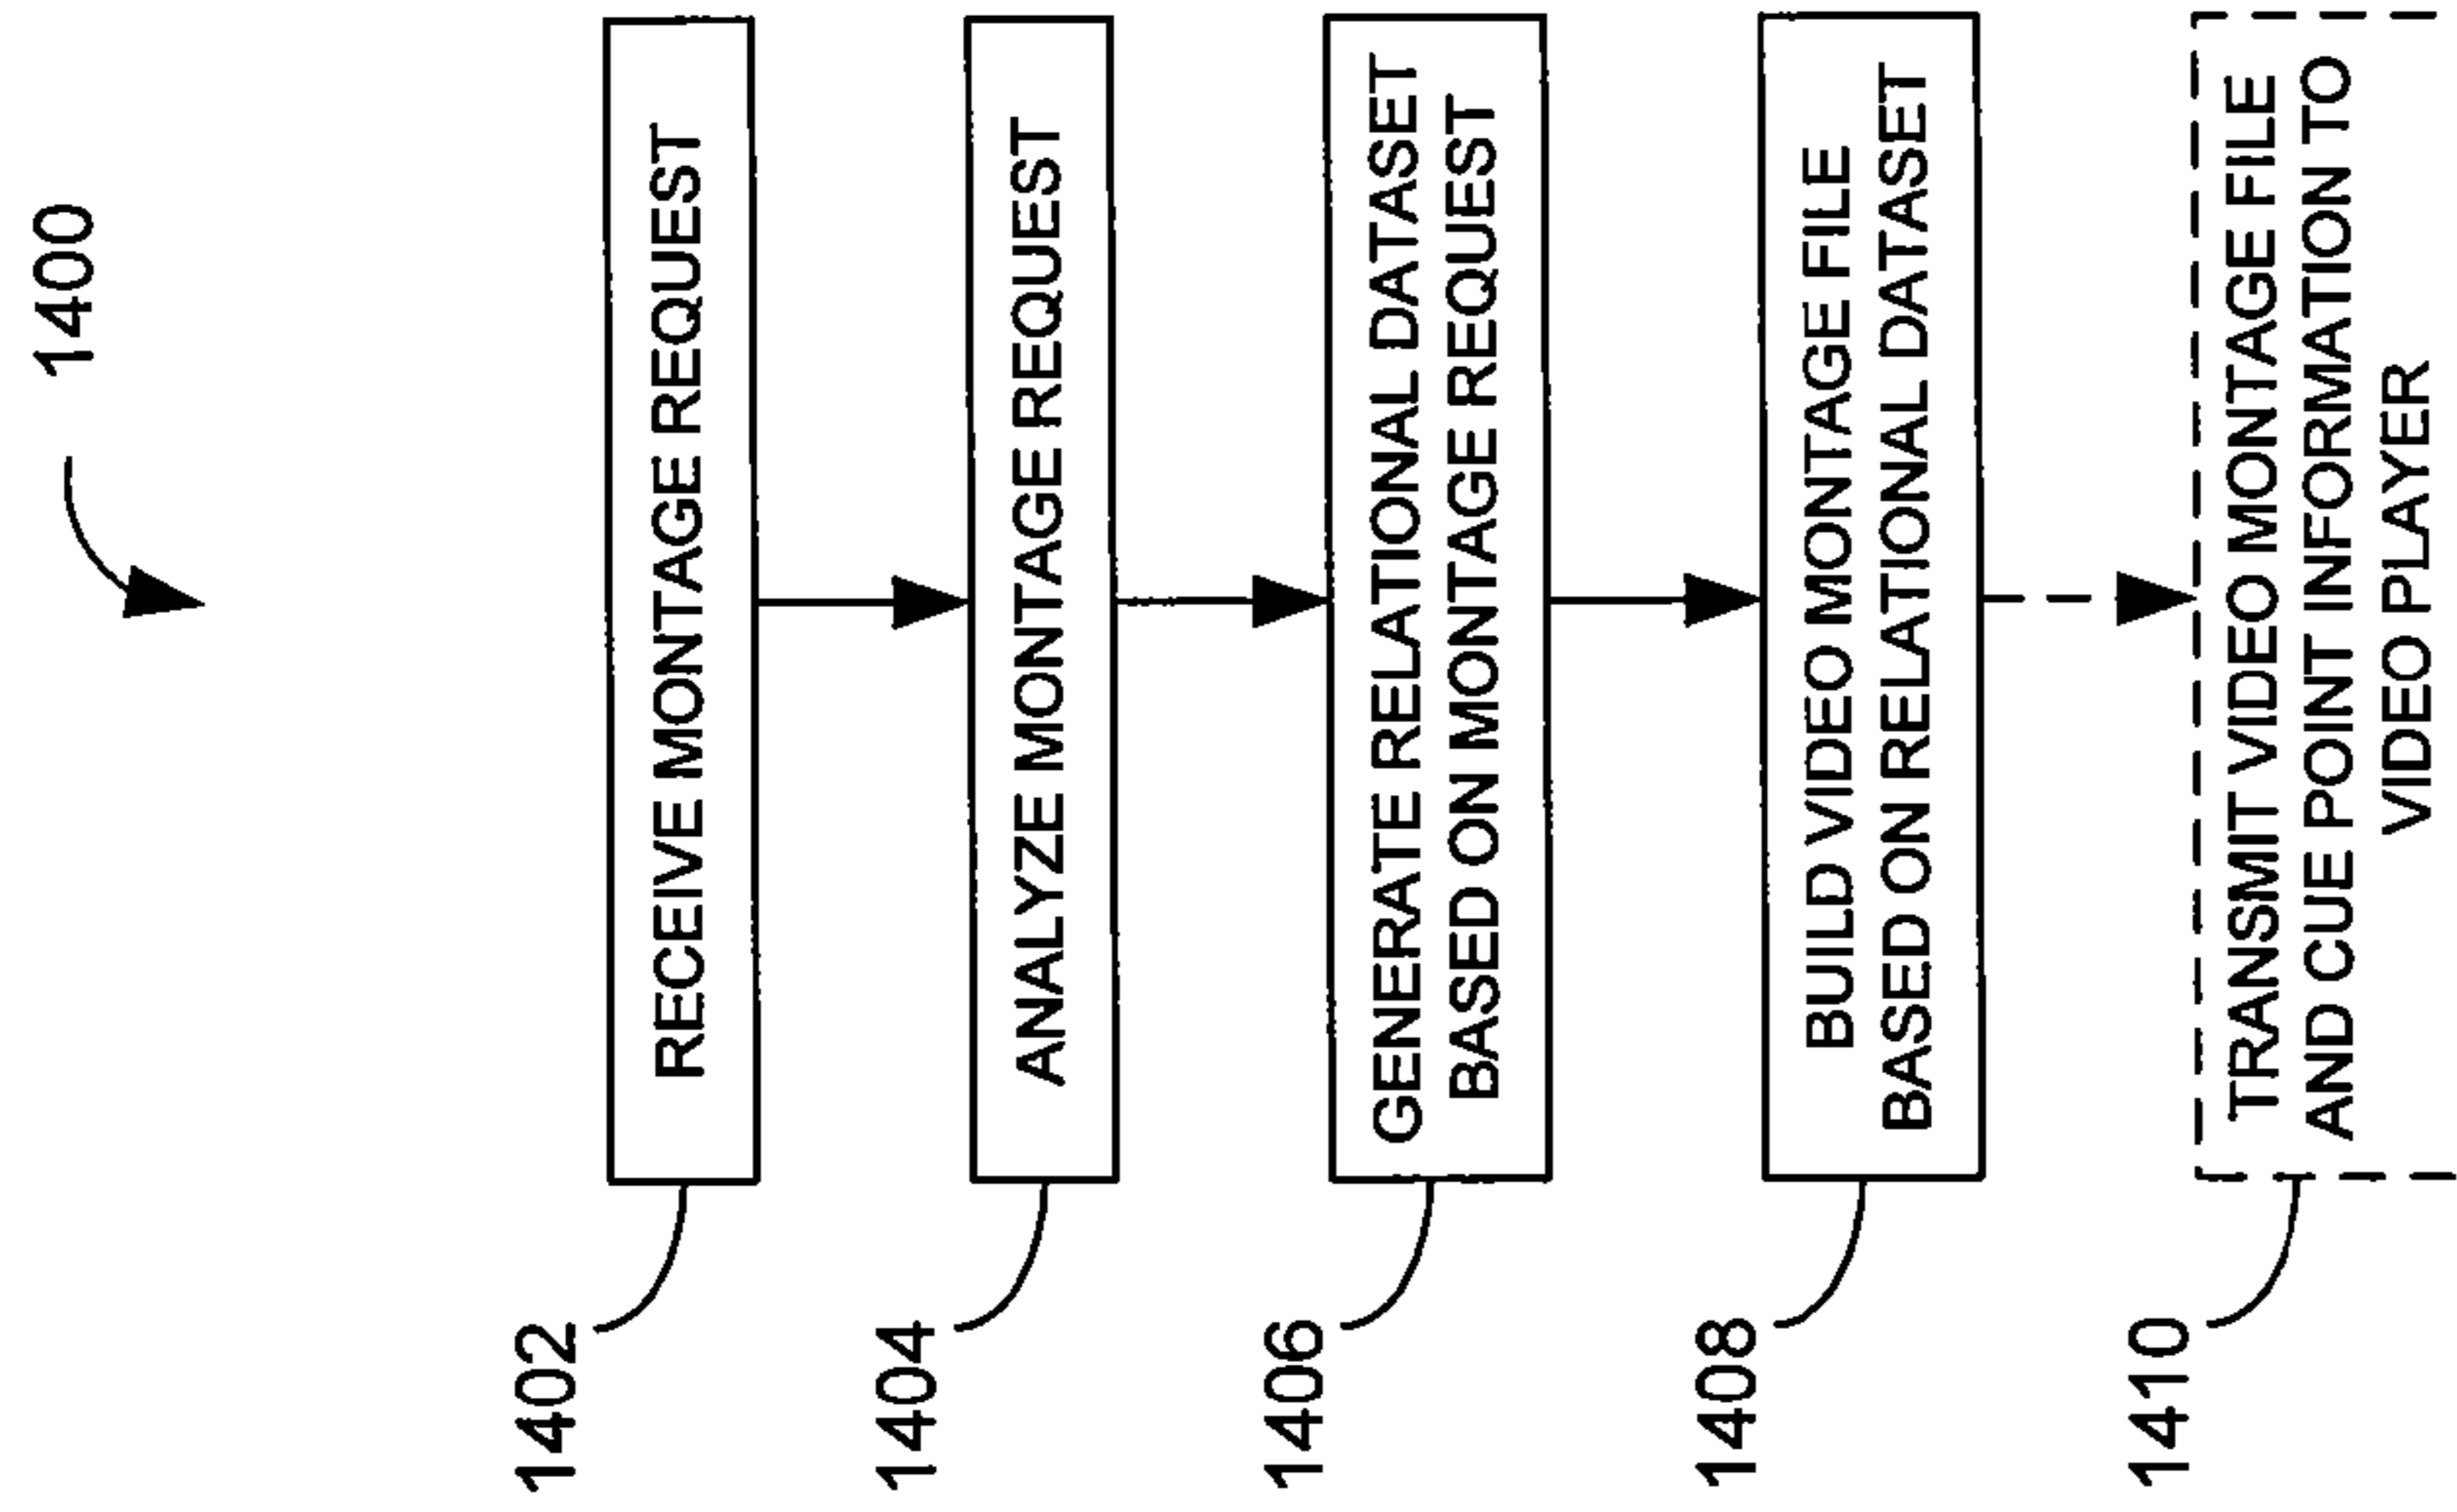 1400
1402
RECEIVE MONTAGE REQUEST
1404
ANALYZE MONTAGE REQUEST
1406
GENERATE RELATIONAL DATASET
BASED ON MONTAGE REQUEST
1408
BUILD VIDEO MONTAGE FILE
BASED ON RELATIONAL DATASET
1410
TRANSMIT VIDEO MONTAGE FILE
AND CUE POINT INFORMATION TO
VIDEO PLAYER